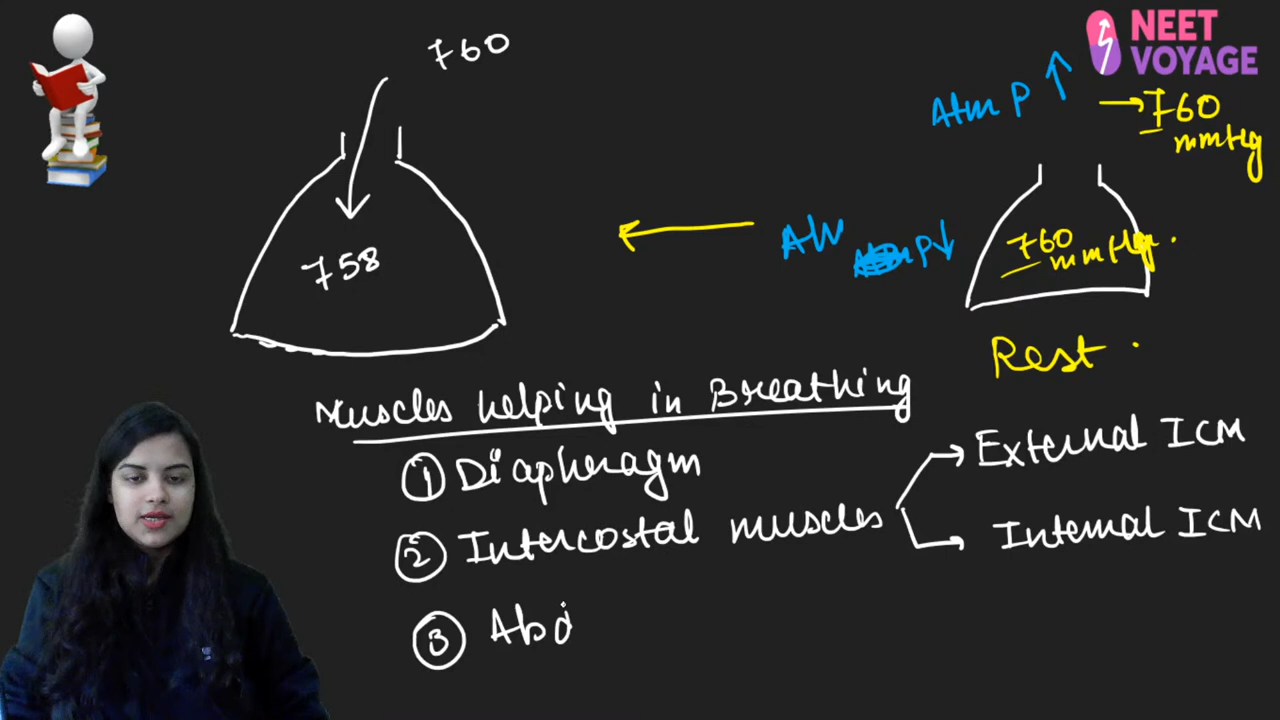 NEET
VOYAGE
760
Atm P ↑
→ 760
mmHg
758
AW
P↓
760
mmHg.
Rest.
Muscles helping in Breathing
① Diaphragm
② Intercostal muscles
External ICM
Internal ICM
③ Abd